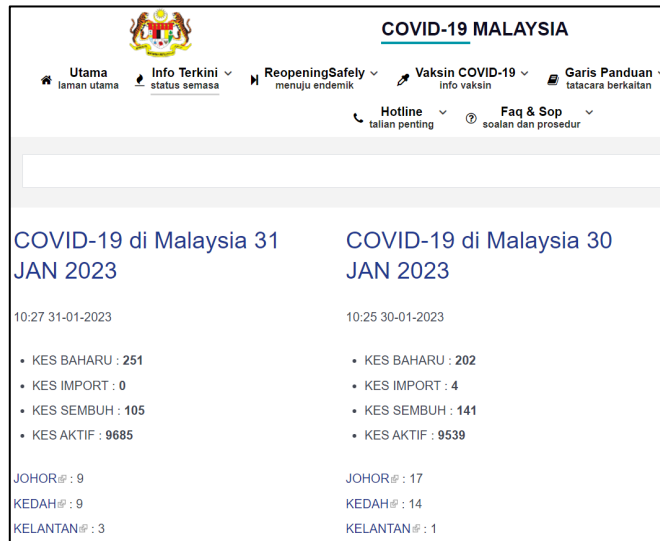 COVID-19 MALAYSIA
Utama
laman utama
Info Terkini
status semasa
ReopeningSafely
menuju endemik
Vaksin COVID-19
info vaksin
Garis Panduan
tatacara berkaitan
Hotline
talian penting
Faq & Sop
soalan dan prosedur
COVID-19 di Malaysia 31
JAN 2023
10:27 31-01-2023
• KES BAHARU : 251
• KES IMPORT : 0
• KES SEMBUH : 105
• KES AKTIF : 9685
JOHOR : 9
KEDAH : 9
KELANTAN : 3
COVID-19 di Malaysia 30
JAN 2023
10:25 30-01-2023
• KES BAHARU : 202
• KES IMPORT : 4
• KES SEMBUH : 141
• KES AKTIF : 9539
JOHOR : 17
KEDAH : 14
KELANTAN : 1